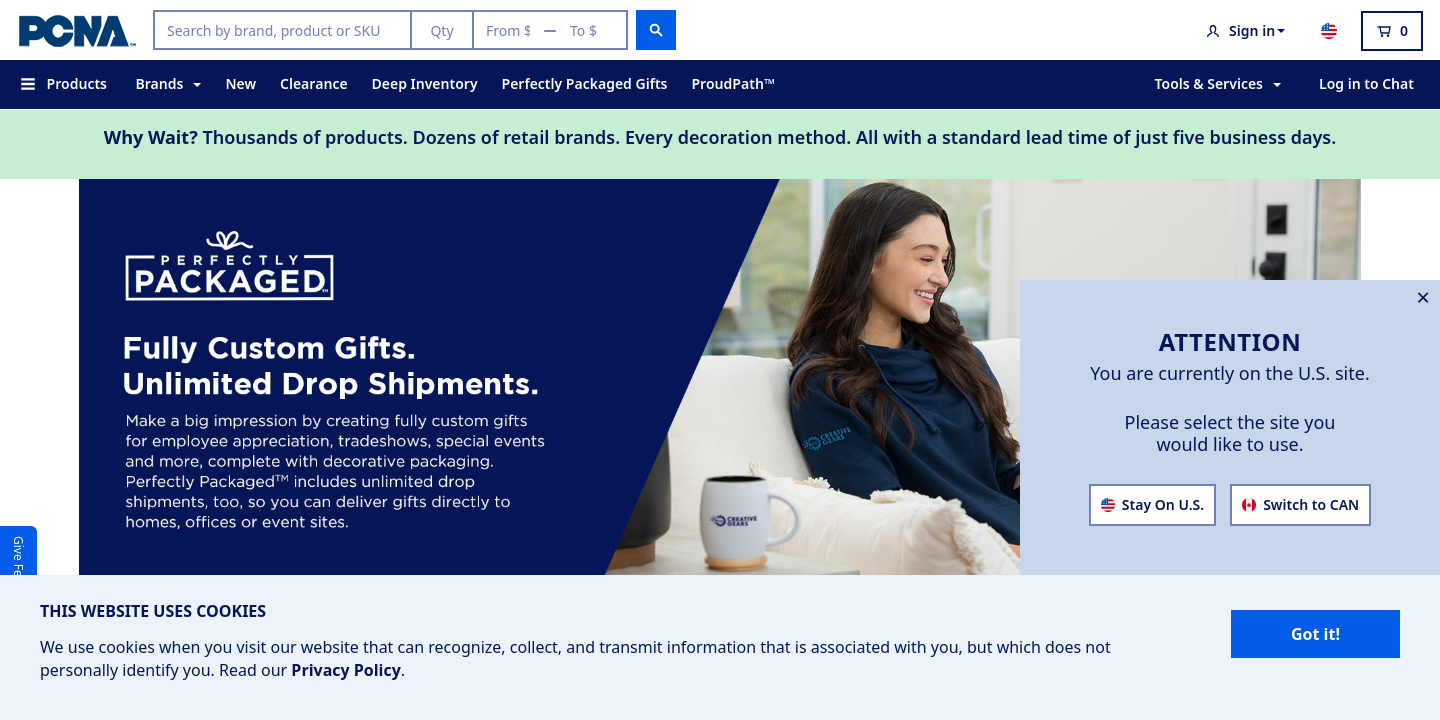 PCNA™
Search by brand, product or SKU
Qty
From $ — To $
Sign in
0
Products
Brands
New
Clearance
Deep Inventory
Perfectly Packaged Gifts
ProudPath™
Tools & Services
Log in to Chat
Why Wait? Thousands of products. Dozens of retail brands. Every decoration method. All with a standard lead time of just five business days.
PERFECTLY
PACKAGED™
Fully Custom Gifts.
Unlimited Drop Shipments.
Make a big impression by creating fully custom gifts
for employee appreciation, tradeshows, special events
and more, complete with decorative packaging.
Perfectly Packaged™ includes unlimited drop
shipments, too, so you can deliver gifts directly to
homes, offices or event sites.
CREATIVE
GEARS
CREATIVE
GEARS
ATTENTION
You are currently on the U.S. site.
Please select the site you
would like to use.
Stay On U.S.
Switch to CAN
Give Fe
THIS WEBSITE USES COOKIES
We use cookies when you visit our website that can recognize, collect, and transmit information that is associated with you, but which does not
personally identify you. Read our Privacy Policy.
Got it!